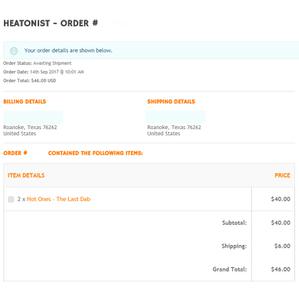 HEATONIST - ORDER #
Your order details are shown below.
Order Status: Awaiting Shipment
Order Date: 14th Sep 2017 @ 10:01 AM
Order Total: $46.00 USD
BILLING DETAILS
SHIPPING DETAILS
Roanoke, Texas 76262
United States
Roanoke, Texas 76262
United States
ORDER # CONTAINED THE FOLLOWING ITEMS:
ITEM DETAILS PRICE
2 x Hot Ones - The Last Dab $40.00
Subtotal: $40.00
Shipping: $6.00
Grand Total: $46.00